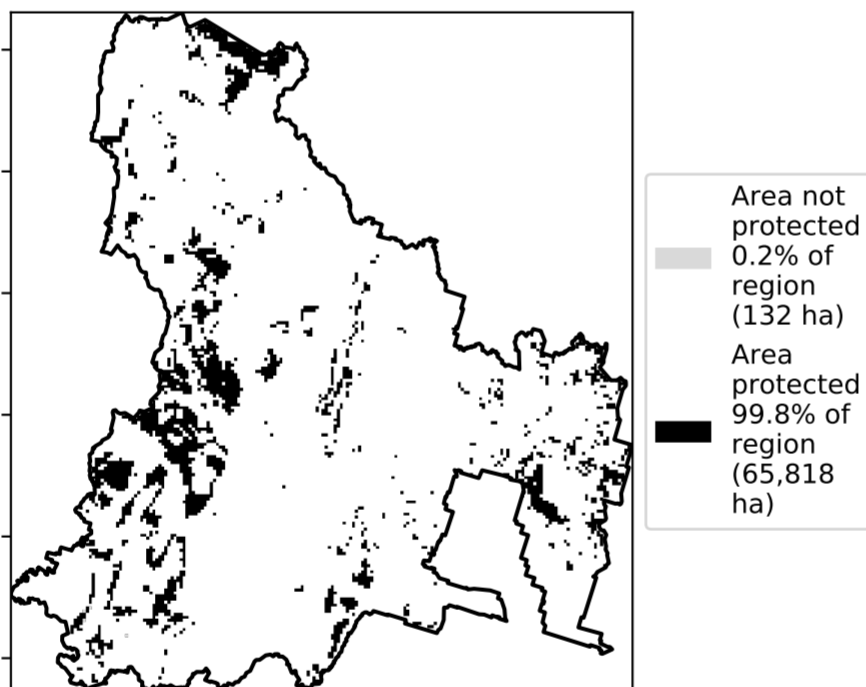 Area not
protected
0.2% of
region
(132 ha)
Area
protected
99.8% of
region
(65,818
ha)